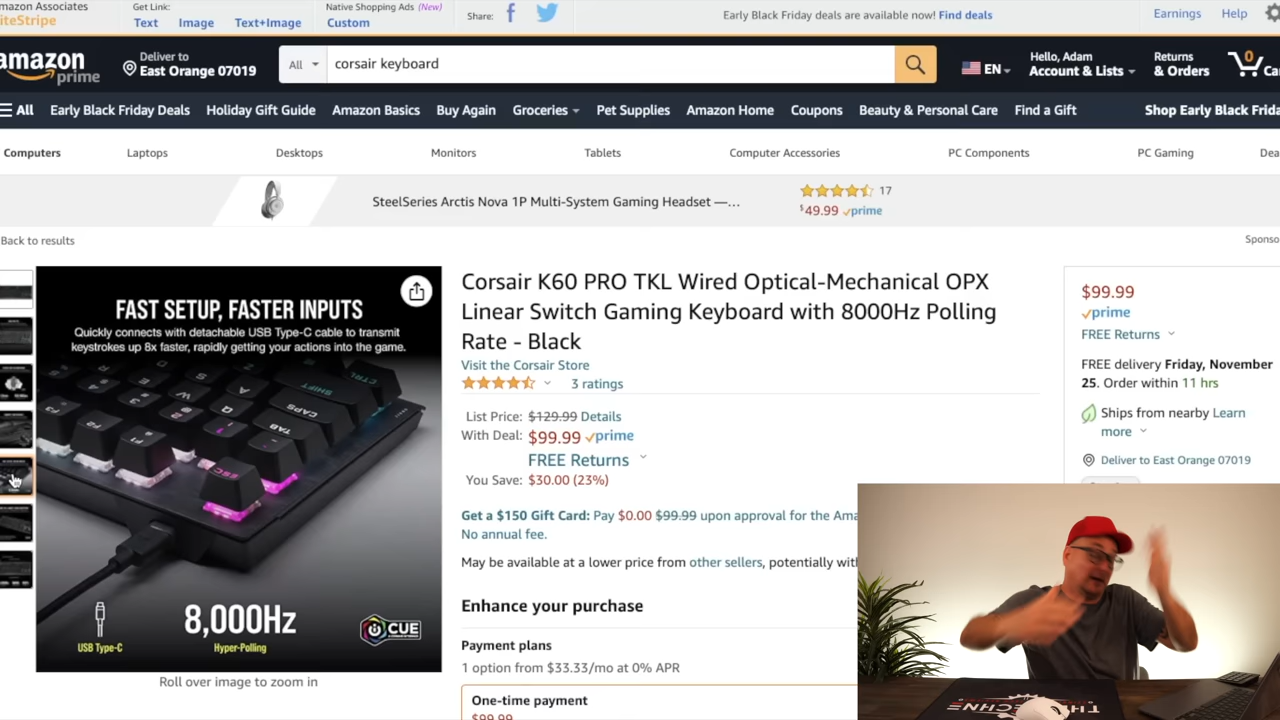 Amazon Associates
SiteStripe
Get Link:
Text Image Text+Image
Native Shopping Ads (New)
Custom
Share:
Early Black Friday deals are available now! Find deals
Earnings Help
amazon
prime
Deliver to
East Orange 07019
All
corsair keyboard
EN
Hello, Adam
Account & Lists
Returns
& Orders
0
All Early Black Friday Deals Holiday Gift Guide Amazon Basics Buy Again Groceries Pet Supplies Amazon Home Coupons Beauty & Personal Care Find a Gift Shop Early Black Frida
Computers Laptops Desktops Monitors Tablets Computer Accessories PC Components PC Gaming Dea
SteelSeries Arctis Nova 1P Multi-System Gaming Headset —...
17
$49.99 prime
Back to results
Sponso
FAST SETUP, FASTER INPUTS
Quickly connects with detachable USB Type-C cable to transmit
keystrokes up 8x faster, rapidly getting your actions into the game.
CTRL
SHIFT
CAPS
TAB
ESC
8,000Hz
USB Type-C
Hyper-Polling
iCUE
Roll over image to zoom in
Corsair K60 PRO TKL Wired Optical-Mechanical OPX
Linear Switch Gaming Keyboard with 8000Hz Polling
Rate - Black
Visit the Corsair Store
3 ratings
List Price: $129.99 Details
With Deal: $99.99 prime
FREE Returns
You Save: $30.00 (23%)
Get a $150 Gift Card: Pay $0.00 $99.99 upon approval for the Ama
No annual fee.
May be available at a lower price from other sellers, potentially wit
Enhance your purchase
Payment plans
1 option from $33.33/mo at 0% APR
One-time payment
$99.99
$99.99
prime
FREE Returns
FREE delivery Friday, November
25. Order within 11 hrs
Ships from nearby Learn
more
Deliver to East Orange 07019